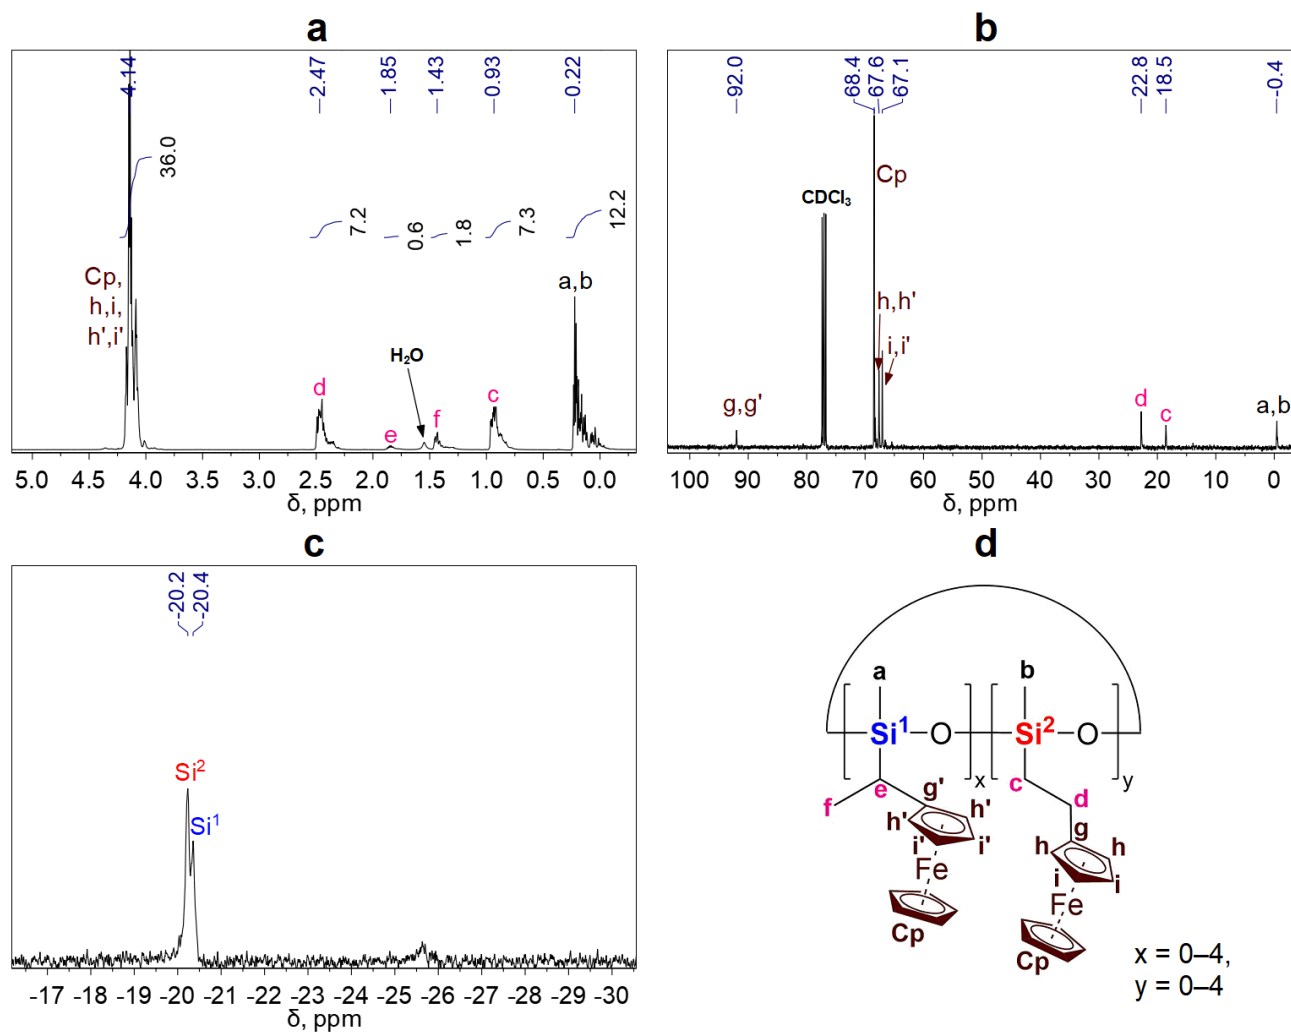 a
4.14
2.47
1.85
1.43
0.93
0.22
36.0
7.2
0.6
1.8
7.3
12.2
Cp,
h,i,
h',i'
d
e
H₂O
f
c
a,b
5.0 4.5 4.0 3.5 3.0 2.5 2.0 1.5 1.0 0.5 0.0
δ, ppm
b
92.0
68.4
67.6
67.1
22.8
18.5
-0.4
CDCl₃
Cp
h,h'
i,i'
g,g'
d
c
a,b
100 90 80 70 60 50 40 30 20 10 0
δ, ppm
c
-20.2
-20.4
Si²
Si¹
-17 -18 -19 -20 -21 -22 -23 -24 -25 -26 -27 -28 -29 -30
δ, ppm
d
a b
Si¹ O Si² O
x y
f e g' c d
h' h' g
i' i' h h
Fe i i
Cp Fe
Cp
x = 0–4,
y = 0–4